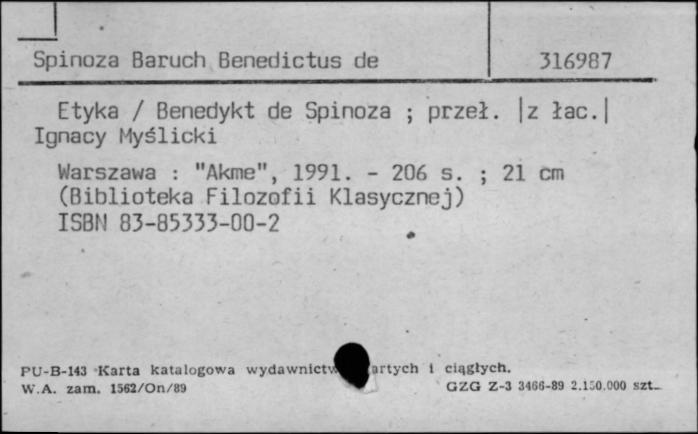 Spinoza Baruch Benedictus de 316987
Etyka / Benedykt de Spinoza ; przeł. |z łac.|
Ignacy Myślicki
Warszawa : "Akme", 1991. - 206 s. ; 21 cm
(Biblioteka Filozofii Klasycznej)
ISBN 83-85333-00-2
PU-B-143 Karta katalogowa wydawnictw artych i ciągłych.
W.A. zam. 1562/On/89 GZG Z-3 3466-89 2.150.000 szt.